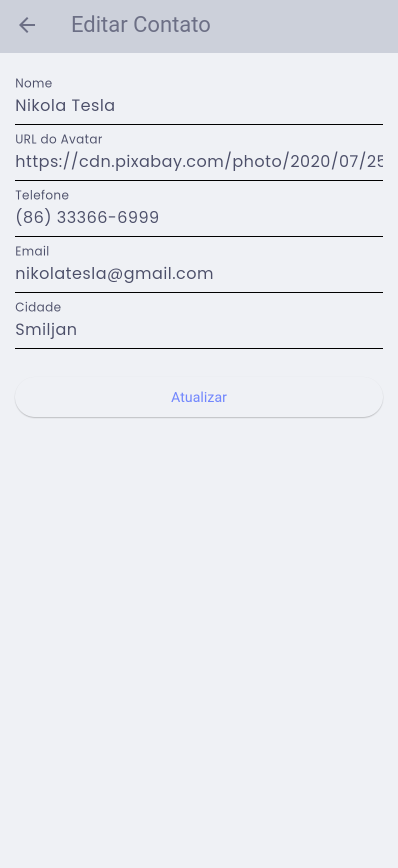 Editar Contato
Nome
Nikola Tesla
URL do Avatar
https://cdn.pixabay.com/photo/2020/07/25
Telefone
(86) 33366-6999
Email
nikolatesla@gmail.com
Cidade
Smiljan
Atualizar